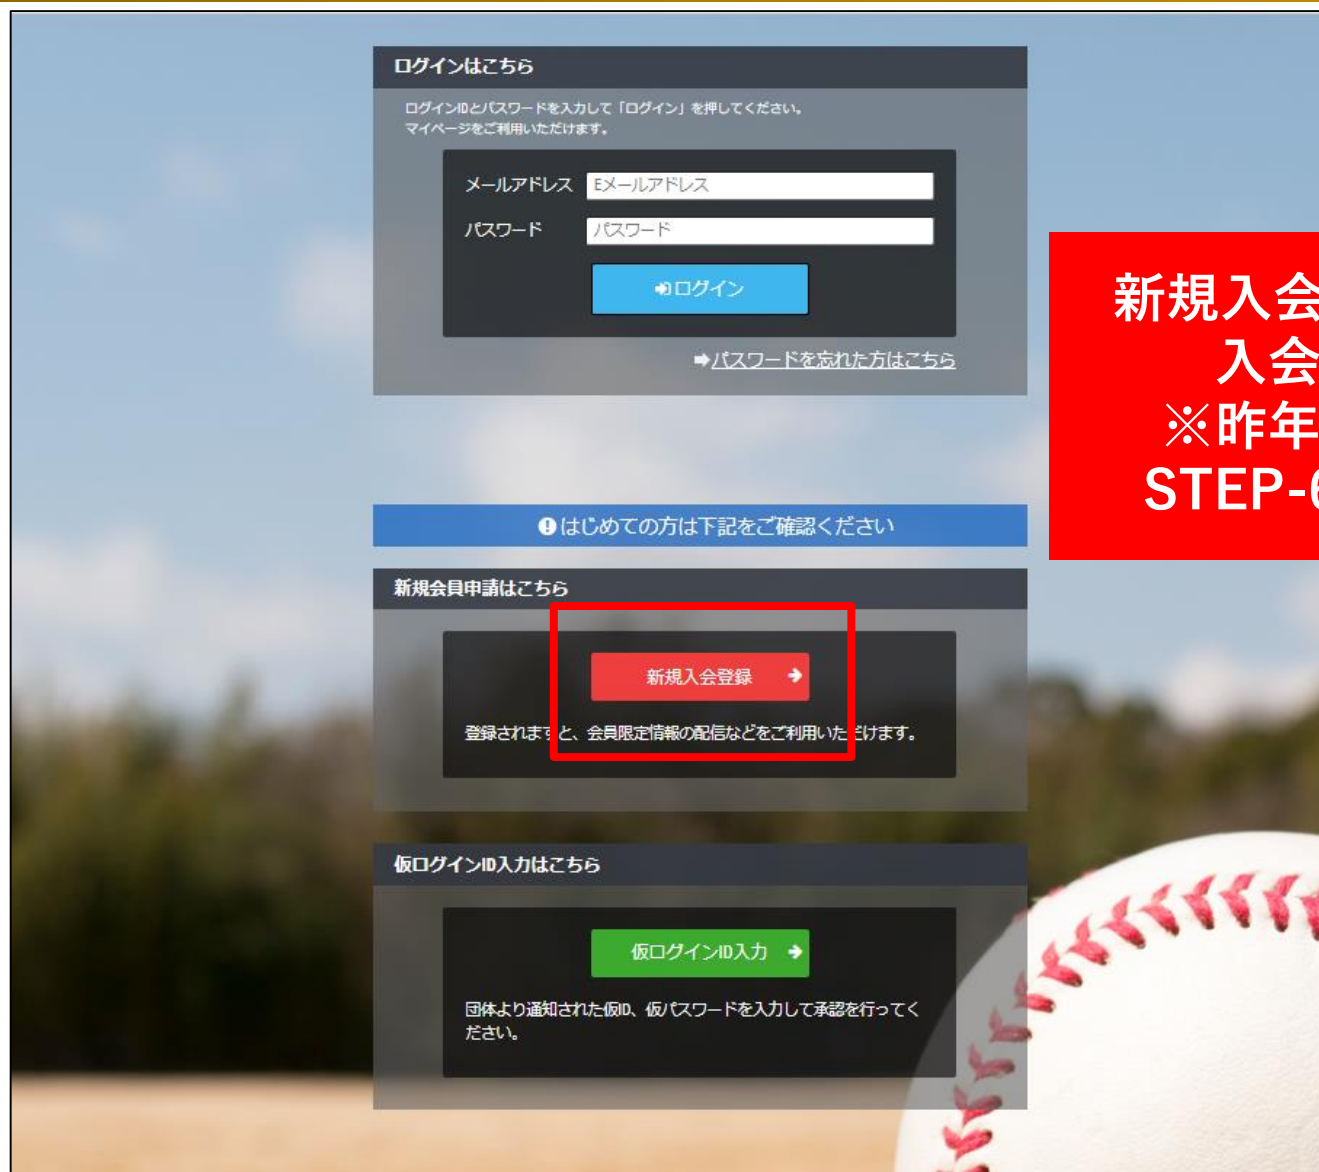 ログインはこちら
ログインIDとパスワードを入力して「ログイン」を押してください。
マイページをご利用いただけます。
メールアドレス Eメールアドレス
パスワード パスワード
ログイン
パスワードを忘れた方はこちら
新規入会
入会
※昨年
STEP-6
はじめての方は下記をご確認ください
新規会員申請はこちら
新規入会登録
登録されますと、会員限定情報の配信などをご利用いただけます。
仮ログインID入力はこちら
仮ログインID入力
団体より通知された仮ID、仮パスワードを入力して承認を行ってく
ださい。